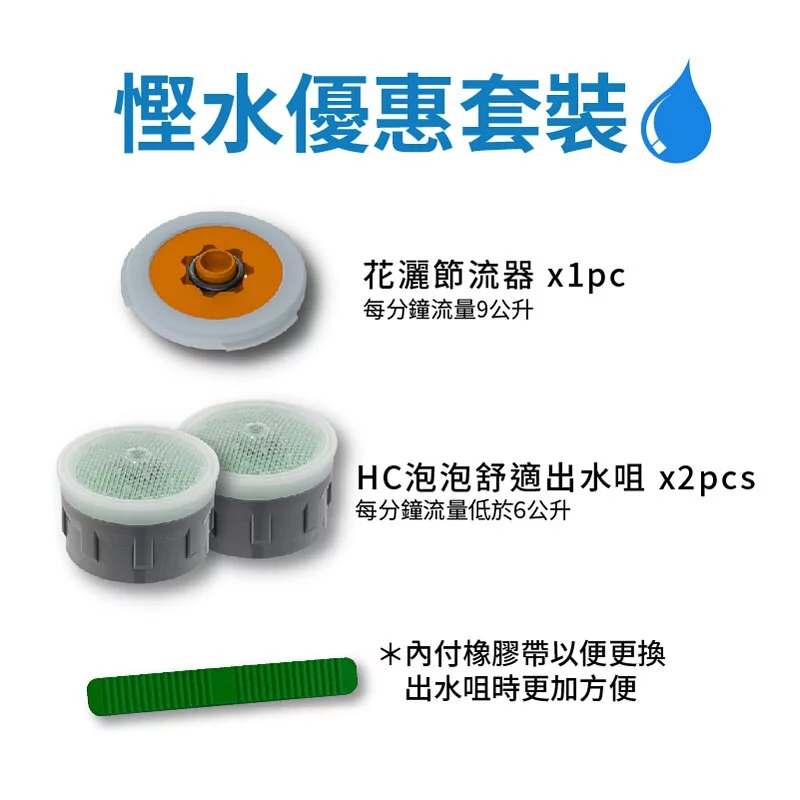 慳水優惠套裝
花灑節流器 x1pc
每分鐘流量9公升
HC泡泡舒適出水咀 x2pcs
每分鐘流量低於6公升
＊內付橡膠帶以便更換
出水咀時更加方便